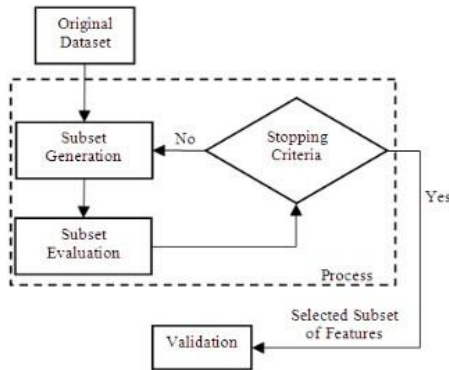 Original
Dataset
Subset
Generation
No
Stopping
Criteria
Yes
Subset
Evaluation
Process
Selected Subset
of Features
Validation